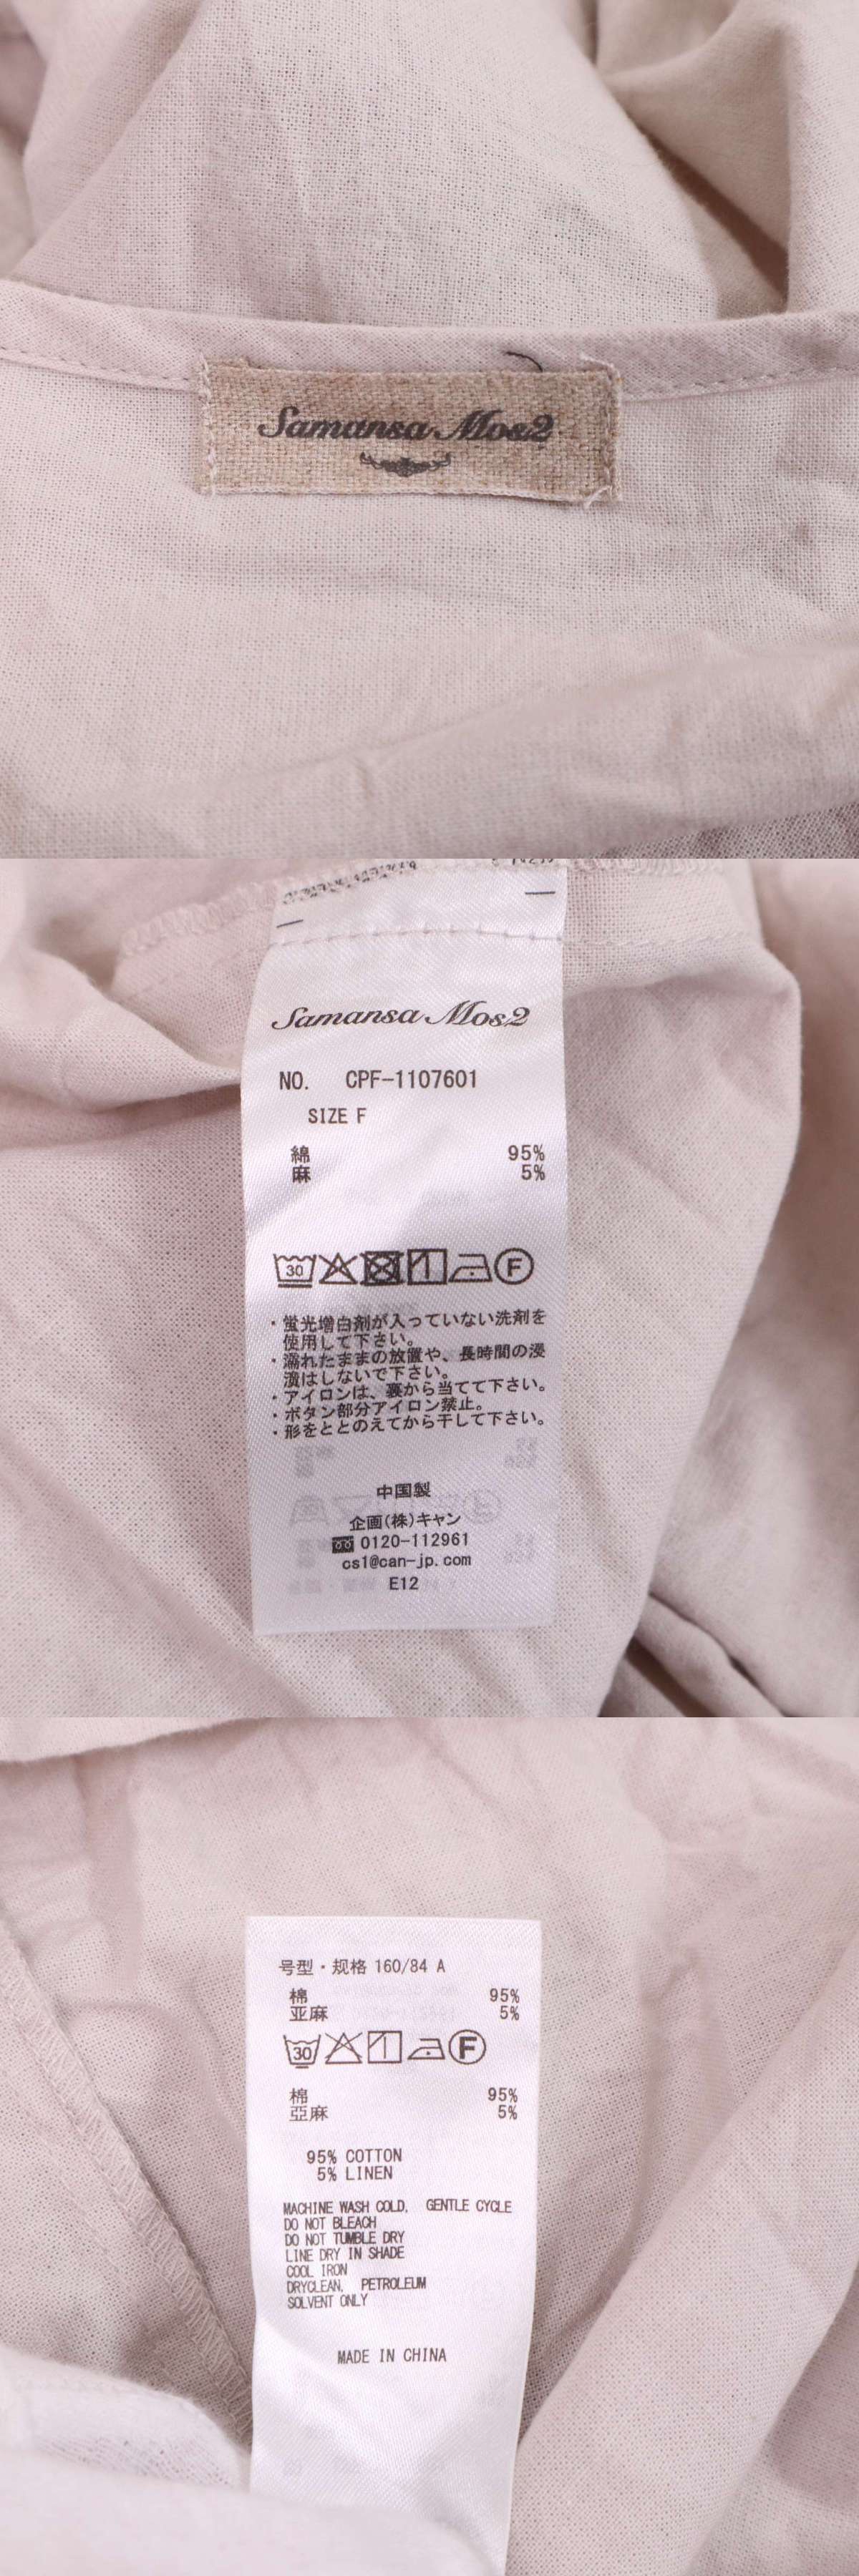 Samansa Mos2
Samansa Mos2
NO. CPF-1107601
SIZE F
綿 95%
麻 5%
30 F
・蛍光増白剤が入っていない洗剤を
使用して下さい。
・濡れたままの放置や、長時間の浸
漬はしないで下さい。
・アイロンは、裏から当てて下さい。
・ボタン部分アイロン禁止。
・形をととのえてから干して下さい。
中国製
企画(株)キャン
0120-112961
cs1@can-jp.com
E12
号型・规格 160/84 A
棉 95%
亚麻 5%
30 F
棉 95%
亞麻 5%
95% COTTON
5% LINEN
MACHINE WASH COLD, GENTLE CYCLE
DO NOT BLEACH
DO NOT TUMBLE DRY
LINE DRY IN SHADE
COOL IRON
DRYCLEAN, PETROLEUM
SOLVENT ONLY
MADE IN CHINA